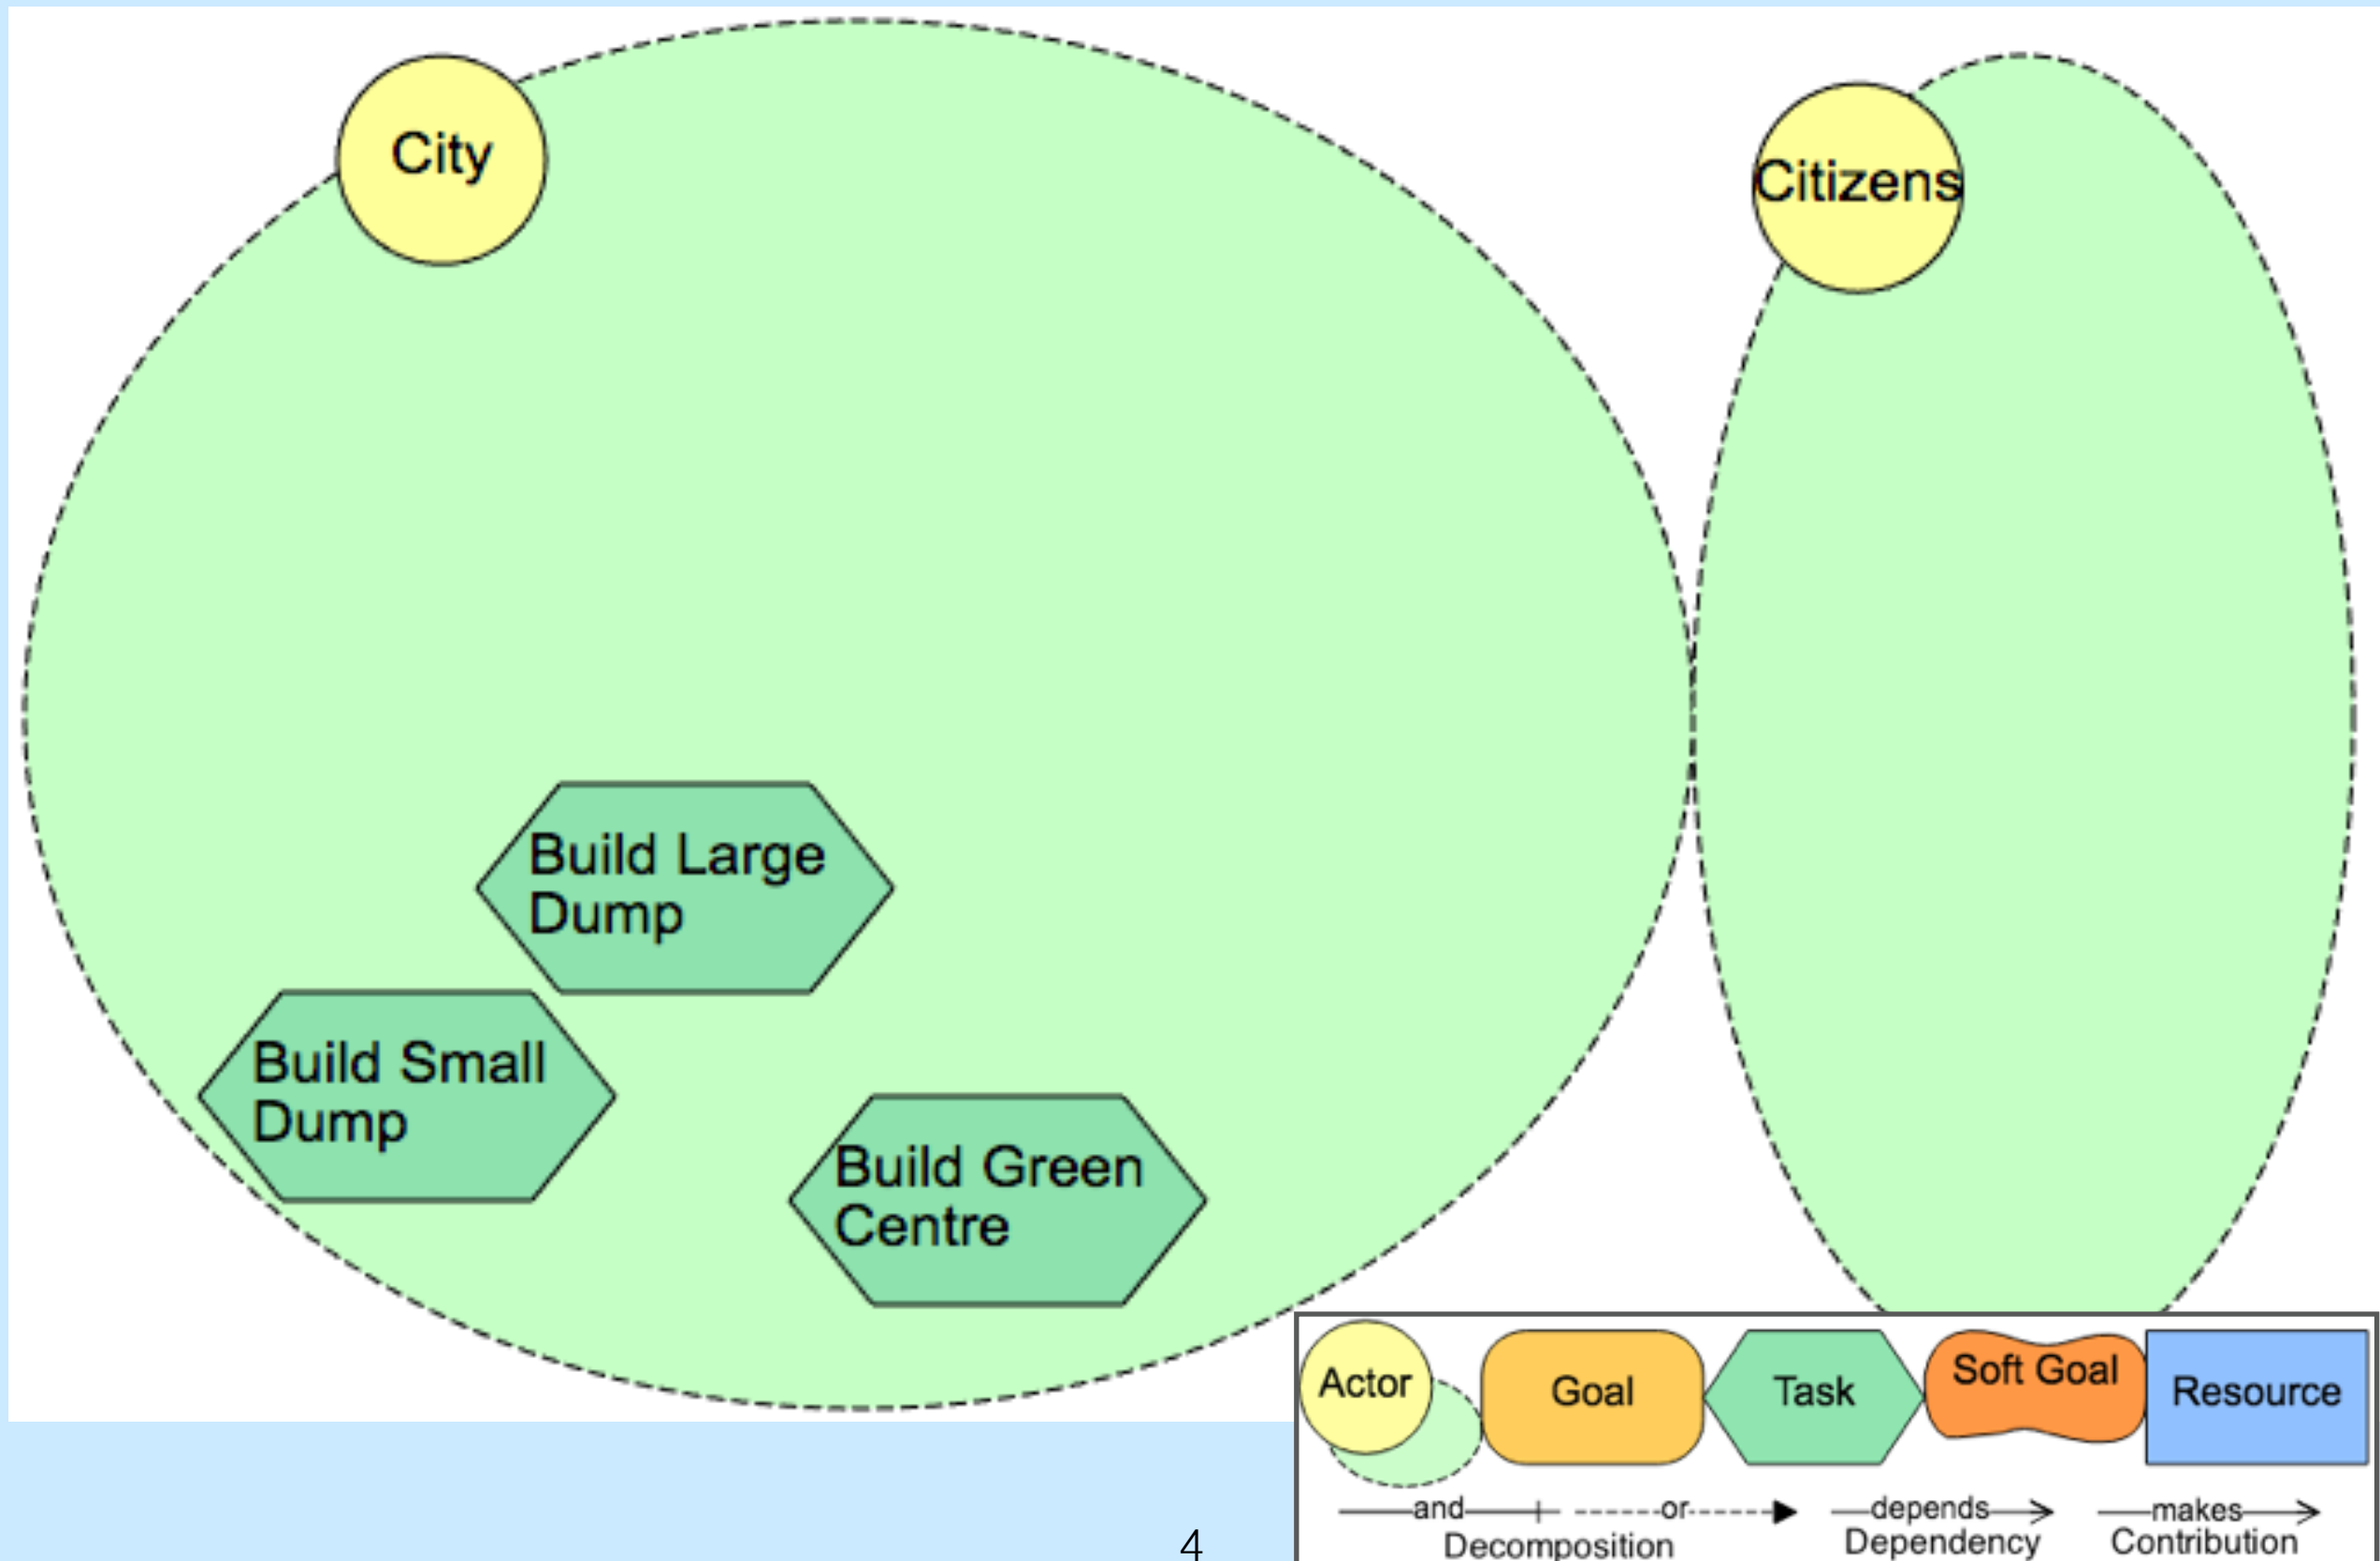 City
Citizens
Build Large
Dump
Build Small
Dump
Build Green
Centre
Actor
Goal
Task
Soft Goal
Resource
and
or
depends
makes
Decomposition
Dependency
Contribution
4